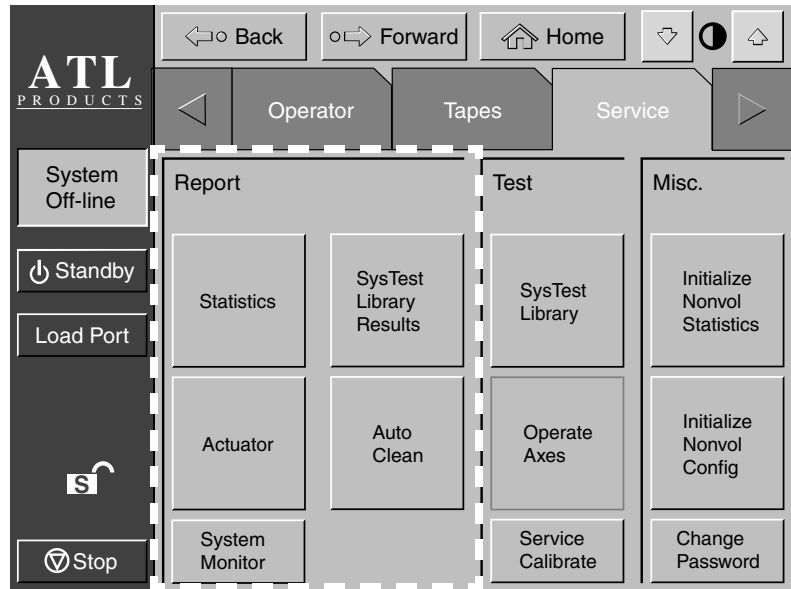 Back
Forward
Home
ATL
PRODUCTS
Operator
Tapes
Service
System
Off-line
Standby
Load Port
S
Stop
Report
Statistics
SysTest
Library
Results
Actuator
Auto
Clean
System
Monitor
Test
SysTest
Library
Operate
Axes
Service
Calibrate
Misc.
Initialize
Nonvol
Statistics
Initialize
Nonvol
Config
Change
Password